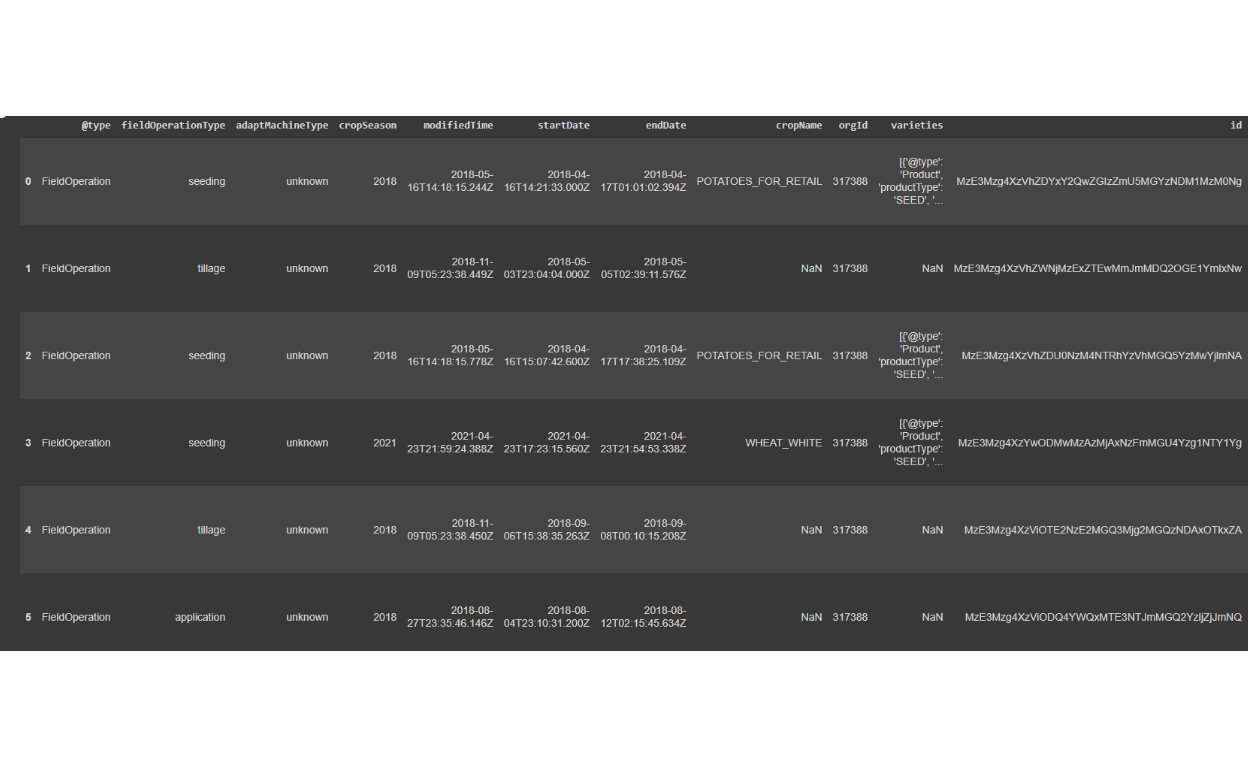 @type fieldOperationType adaptMachineType cropSeason modifiedTime startDate endDate cropName orgId varieties id
0 FieldOperation seeding unknown 2018 2018-05-16T14:18:15.244Z 2018-04-16T14:21:33.000Z 2018-04-17T01:01:02.394Z POTATOES_FOR_RETAIL 317388 [{'@type': 'Product', 'productType': 'SEED', '... MzE3Mzg4XzVhZDYxY2QwZGIzZmU5MGYzNDM1MzM0Ng
1 FieldOperation tillage unknown 2018 2018-11-09T05:23:38.449Z 2018-05-03T23:04:04.000Z 2018-05-05T02:39:11.576Z NaN 317388 NaN MzE3Mzg4XzVhZWNjMzExZTEwMmJmMDQ2OGE1YmIxNw
2 FieldOperation seeding unknown 2018 2018-05-16T14:18:15.778Z 2018-04-16T15:07:42.600Z 2018-04-17T17:38:25.109Z POTATOES_FOR_RETAIL 317388 [{'@type': 'Product', 'productType': 'SEED', '... MzE3Mzg4XzVhZDU0NzM4NTRhYzVhMGQ5YzMwYjlmNA
3 FieldOperation seeding unknown 2021 2021-04-23T21:59:24.388Z 2021-04-23T17:23:15.560Z 2021-04-23T21:54:53.338Z WHEAT_WHITE 317388 [{'@type': 'Product', 'productType': 'SEED', '... MzE3Mzg4XzYwODMwMzAzMjAxNzFmMGU4Yzg1NTY1Yg
4 FieldOperation tillage unknown 2018 2018-11-09T05:23:38.450Z 2018-09-06T15:38:35.263Z 2018-09-08T00:10:15.208Z NaN 317388 NaN MzE3Mzg4XzViOTE2NzE2MGQ3Mjg2MGQzNDAxOTkxZA
5 FieldOperation application unknown 2018 2018-08-27T23:35:46.146Z 2018-08-04T23:10:31.200Z 2018-08-12T02:15:45.634Z NaN 317388 NaN MzE3Mzg4XzViODQ4YWQxMTE3NTJmMGQ2YzljZjJmNQ